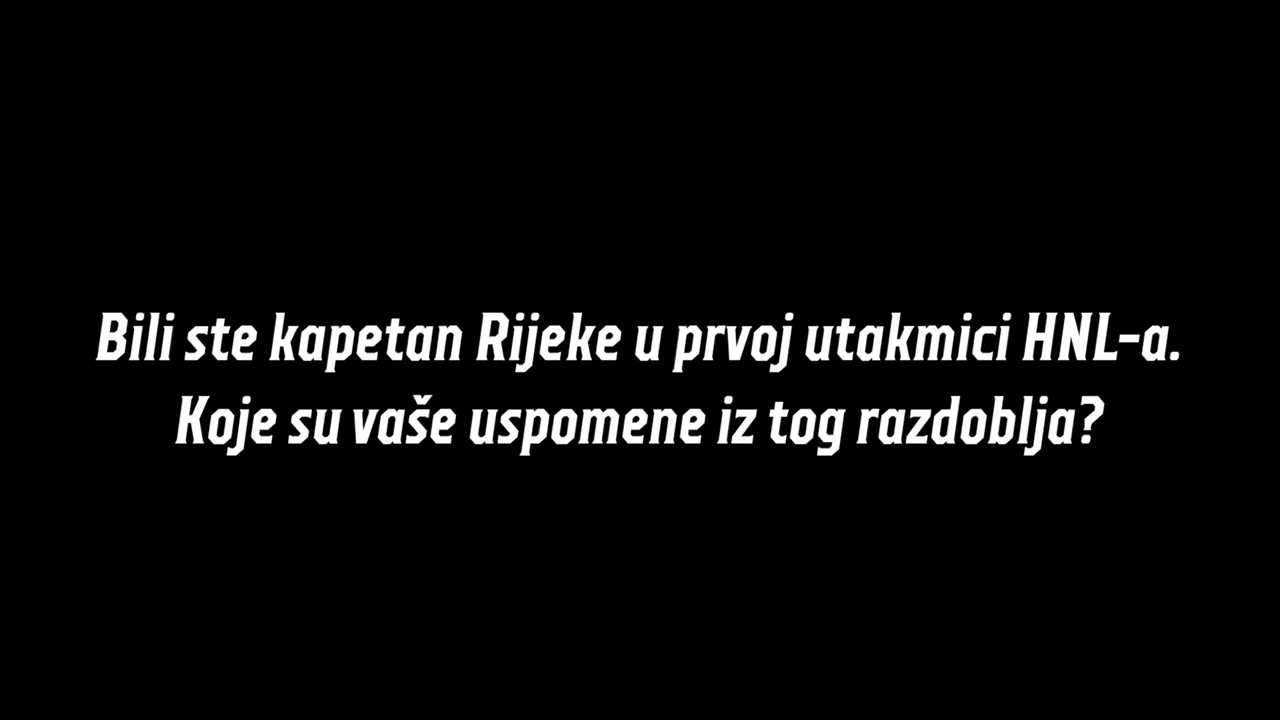 Bili ste kapetan Rijeke u prvoj utakmici HNL-a.
Koje su vaše uspomene iz tog razdoblja?